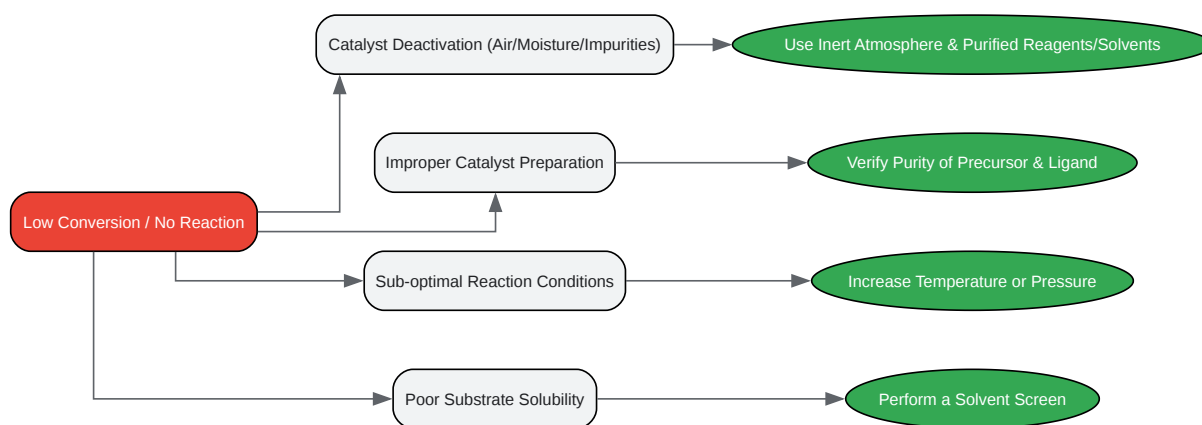 Catalyst Deactivation (Air/Moisture/Impurities)
Use Inert Atmosphere & Purified Reagents/Solvents
Improper Catalyst Preparation
Verify Purity of Precursor & Ligand
Low Conversion / No Reaction
Sub-optimal Reaction Conditions
Increase Temperature or Pressure
Poor Substrate Solubility
Perform a Solvent Screen